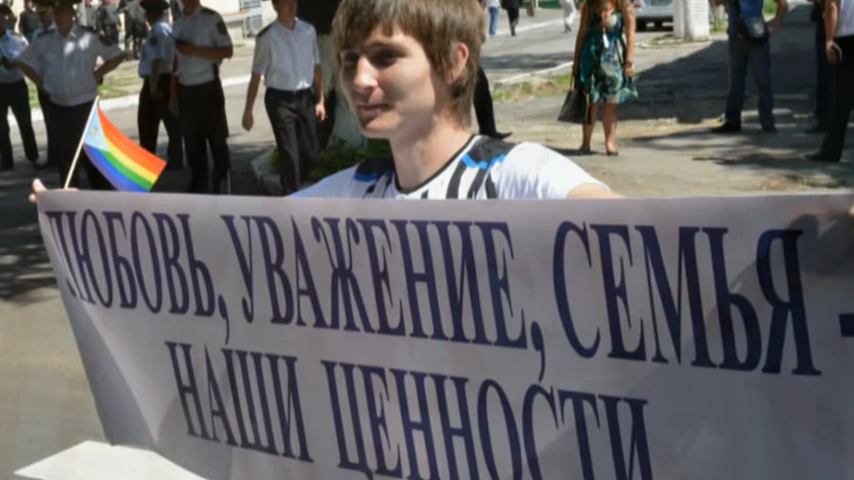 ЛЮБОВЬ, УВАЖЕНИЕ, СЕМЬЯ -
НАШИ ЦЕННОСТИ